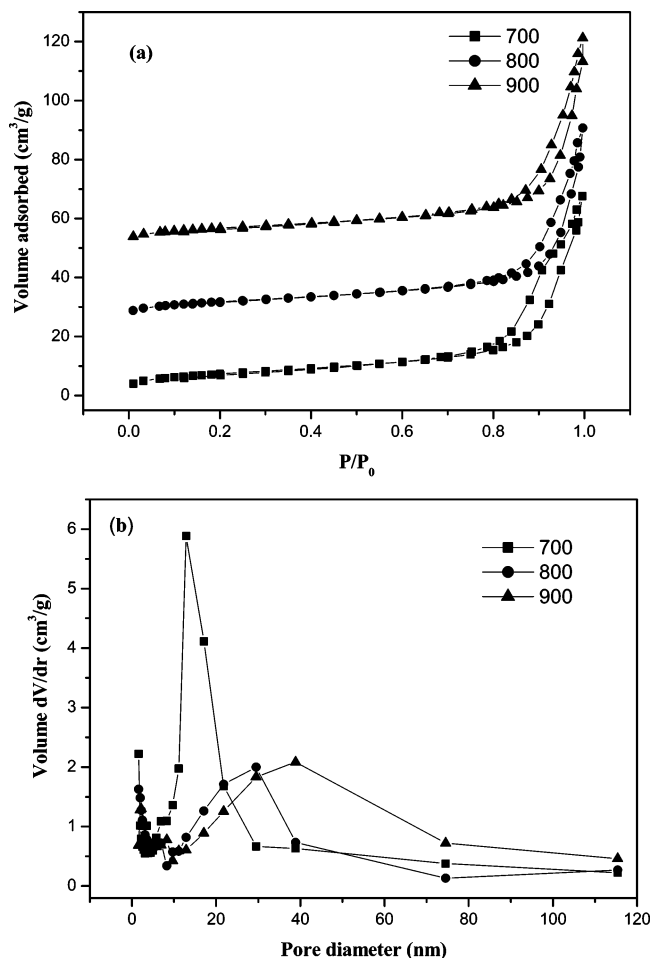 (a)
700
800
900
120
100
80
60
40
20
0
Volume adsorbed (cm³/g)
0.0 0.2 0.4 0.6 0.8 1.0
P/P₀
(b)
700
800
900
6
5
4
3
2
1
0
Volume dV/dr (cm³/g)
0 20 40 60 80 100 120
Pore diameter (nm)